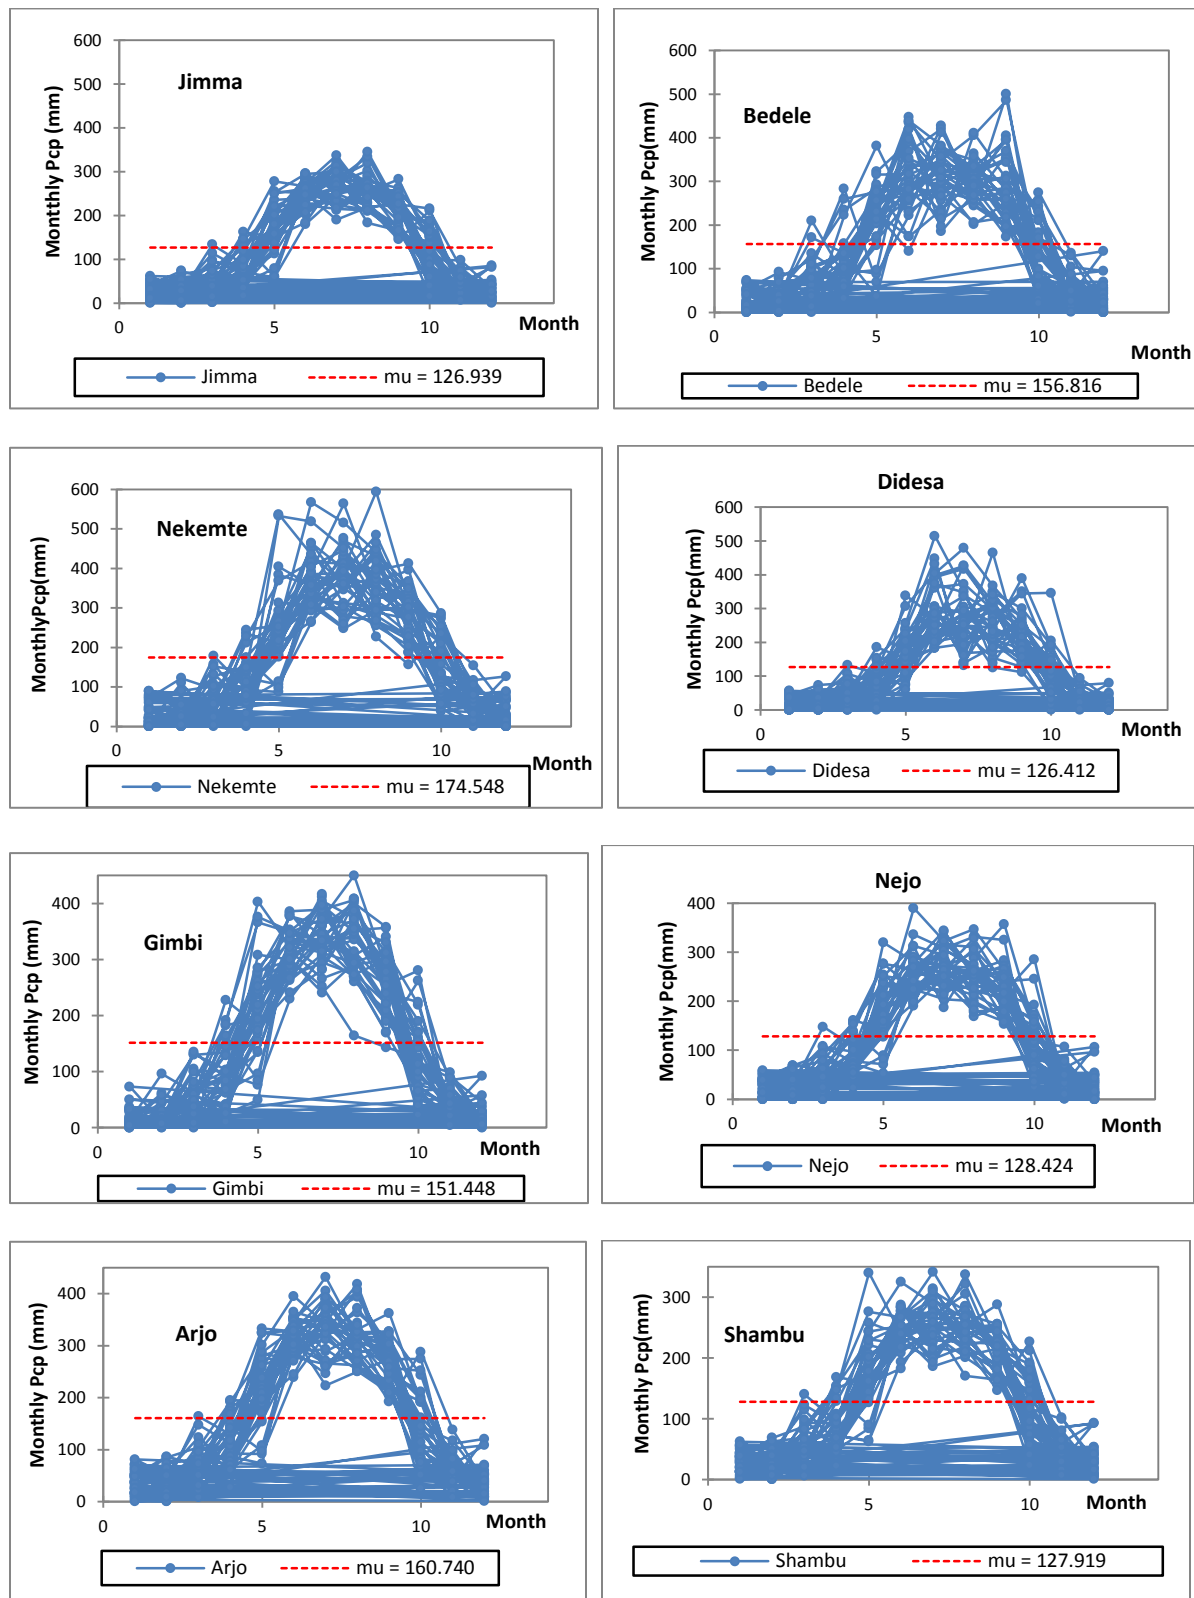 Jimma
Montthly Pcp (mm)
600
500
400
300
200
100
0
0 5 10
Month
Jimma mu = 126.939
Bedele
Monthly Pcp(mm)
600
500
400
300
200
100
0
0 5 10
Month
Bedele mu = 156.816
Nekemte
MonthlyPcp(mm)
600
500
400
300
200
100
0
0 5 10
Month
Nekemte mu = 174.548
Didesa
Monthly Pcp(mm)
600
500
400
300
200
100
0
0 5 10
Month
Didesa mu = 126.412
Gimbi
Monthly Pcp (mm)
400
300
200
100
0
0 5 10
Month
Gimbi mu = 151.448
Nejo
Monthly Pcp(mm)
400
300
200
100
0
0 5 10
Month
Nejo mu = 128.424
Arjo
Monthly Pcp (mm)
400
300
200
100
0
0 5 10
Month
Arjo mu = 160.740
Shambu
Monthly Pcp(mm)
300
200
100
0
0 5 10
Month
Shambu mu = 127.919